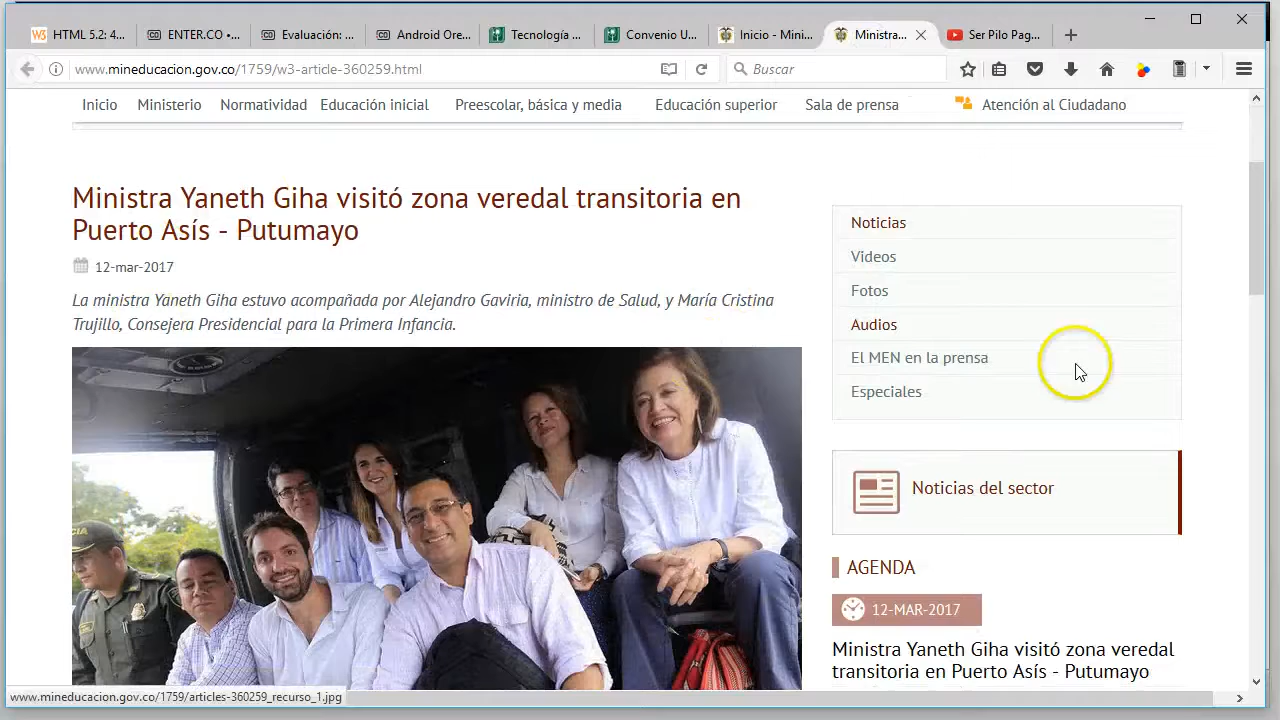 HTML 5.2: 4...
ENTER.CO •...
Evaluación: ...
Android Ore...
Tecnología ...
Convenio U...
Inicio - Mini...
Ministra...
Ser Pilo Pag...
www.mineducacion.gov.co/1759/w3-article-360259.html
Buscar
Inicio Ministerio Normatividad Educación inicial Preescolar, básica y media Educación superior Sala de prensa Atención al Ciudadano
Ministra Yaneth Giha visitó zona veredal transitoria en
Puerto Asís - Putumayo
12-mar-2017
La ministra Yaneth Giha estuvo acompañada por Alejandro Gaviria, ministro de Salud, y María Cristina
Trujillo, Consejera Presidencial para la Primera Infancia.
Noticias
Videos
Fotos
Audios
El MEN en la prensa
Especiales
Noticias del sector
AGENDA
12-MAR-2017
Ministra Yaneth Giha visitó zona veredal
transitoria en Puerto Asís - Putumayo
www.mineducacion.gov.co/1759/articles-360259_recurso_1.jpg